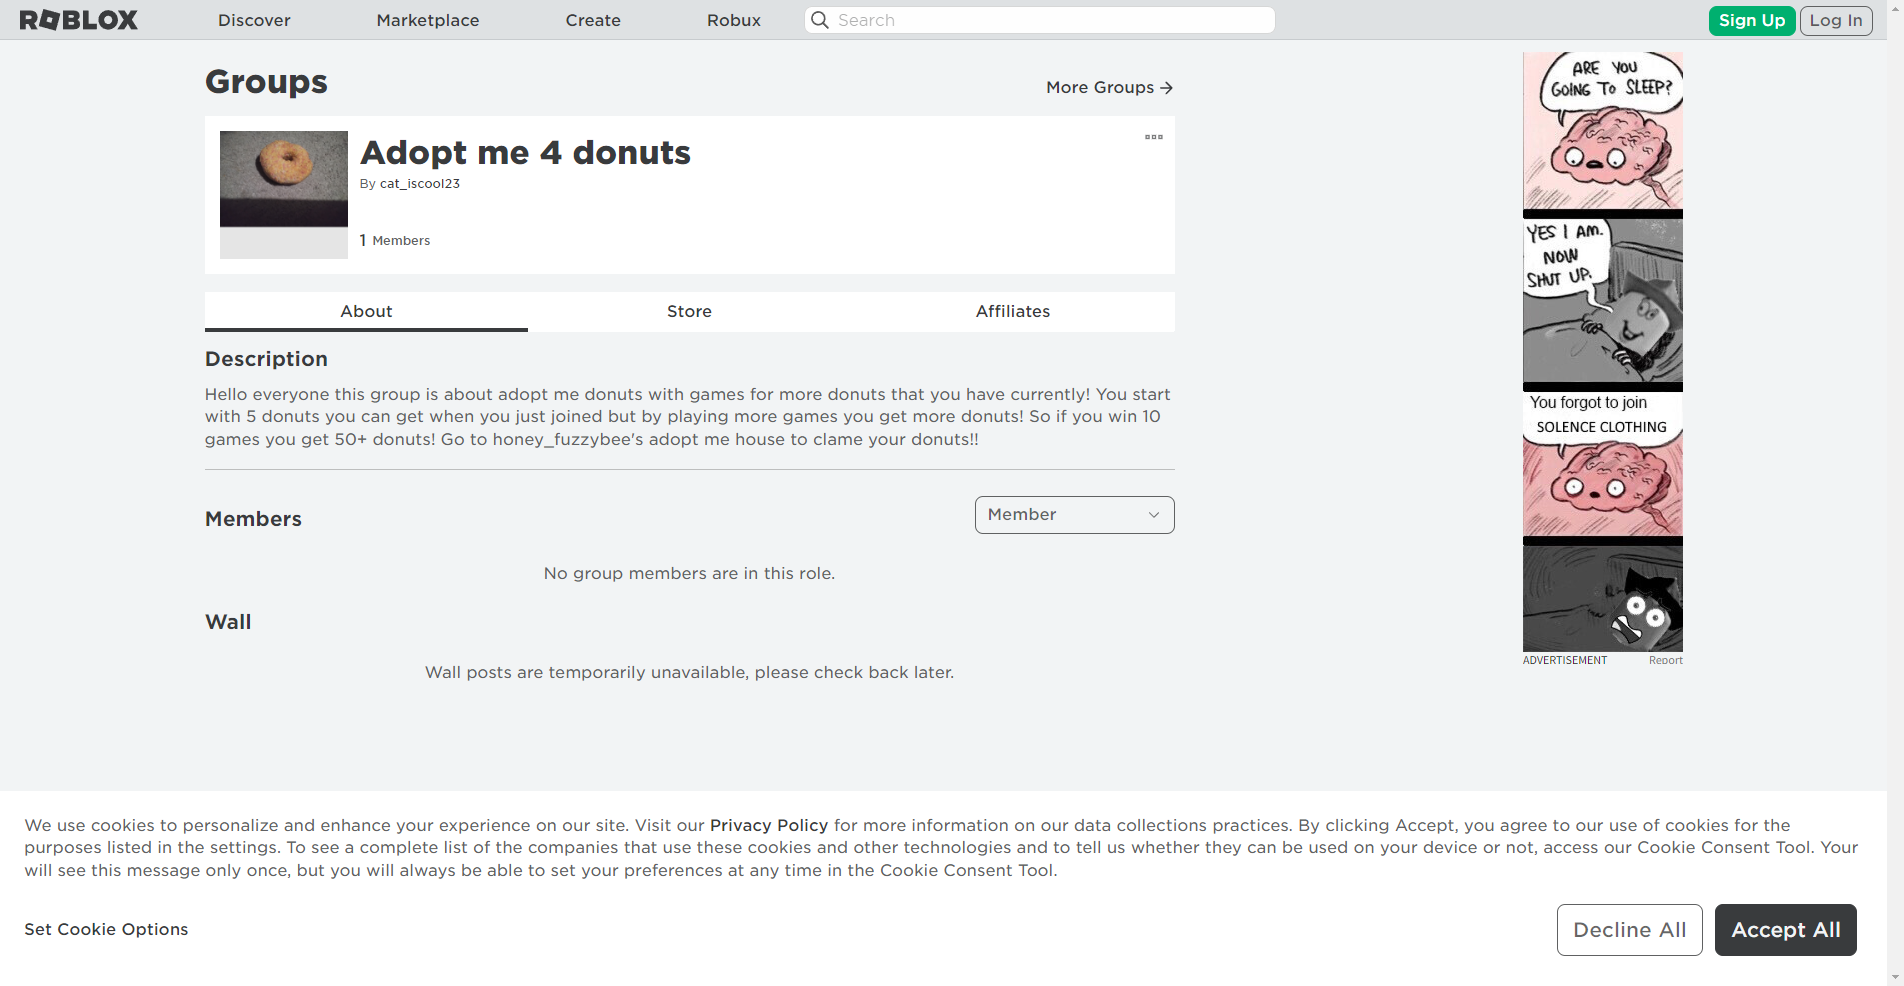 ROBLOX
Discover
Marketplace
Create
Robux
Search
Sign Up
Log In
Groups
More Groups
Adopt me 4 donuts
By cat_iscool23
1 Members
About
Store
Affiliates
Description
Hello everyone this group is about adopt me donuts with games for more donuts that you have currently! You start
with 5 donuts you can get when you just joined but by playing more games you get more donuts! So if you win 10
games you get 50+ donuts! Go to honey_fuzzybee's adopt me house to clame your donuts!!
Members
Member
No group members are in this role.
Wall
Wall posts are temporarily unavailable, please check back later.
ARE YOU
GOING TO SLEEP?
YES I AM.
NOW
SHUT UP.
You forgot to join
SOLENCE CLOTHING
ADVERTISEMENT
Report
We use cookies to personalize and enhance your experience on our site. Visit our Privacy Policy for more information on our data collections practices. By clicking Accept, you agree to our use of cookies for the
purposes listed in the settings. To see a complete list of the companies that use these cookies and other technologies and to tell us whether they can be used on your device or not, access our Cookie Consent Tool. Your
will see this message only once, but you will always be able to set your preferences at any time in the Cookie Consent Tool.
Set Cookie Options
Decline All
Accept All